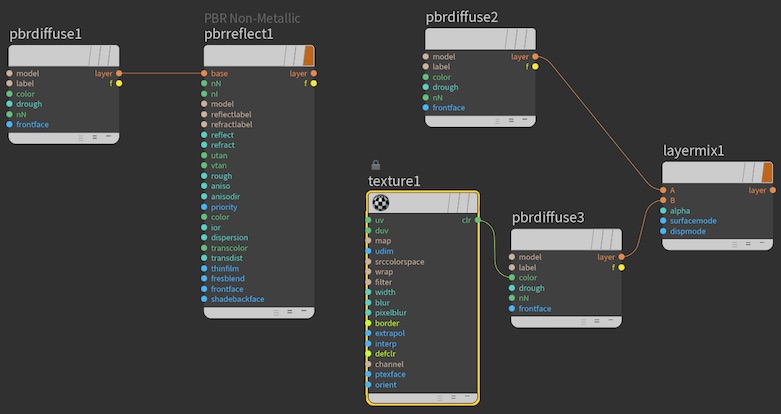 pbrdiffuse1
model layer
label f
color
drough
nN
frontface
PBR Non-Metallic
pbrreflect1
base layer
nN f
nI
model
reflectlabel
refractlabel
reflect
refract
utan
vtan
rough
aniso
anisodir
priority
color
ior
dispersion
transcolor
transdist
thinfilm
fresblend
frontface
shadebackface
pbrdiffuse2
model layer
label f
color
drough
nN
frontface
texture1
uv clr
duv
map
udim
srccolorspace
wrap
filter
width
blur
pixelblur
border
extrapol
interp
defclr
channel
ptexface
orient
pbrdiffuse3
model layer
label f
color
drough
nN
frontface
layermix1
A layer
B
alpha
surfacemode
dispmode